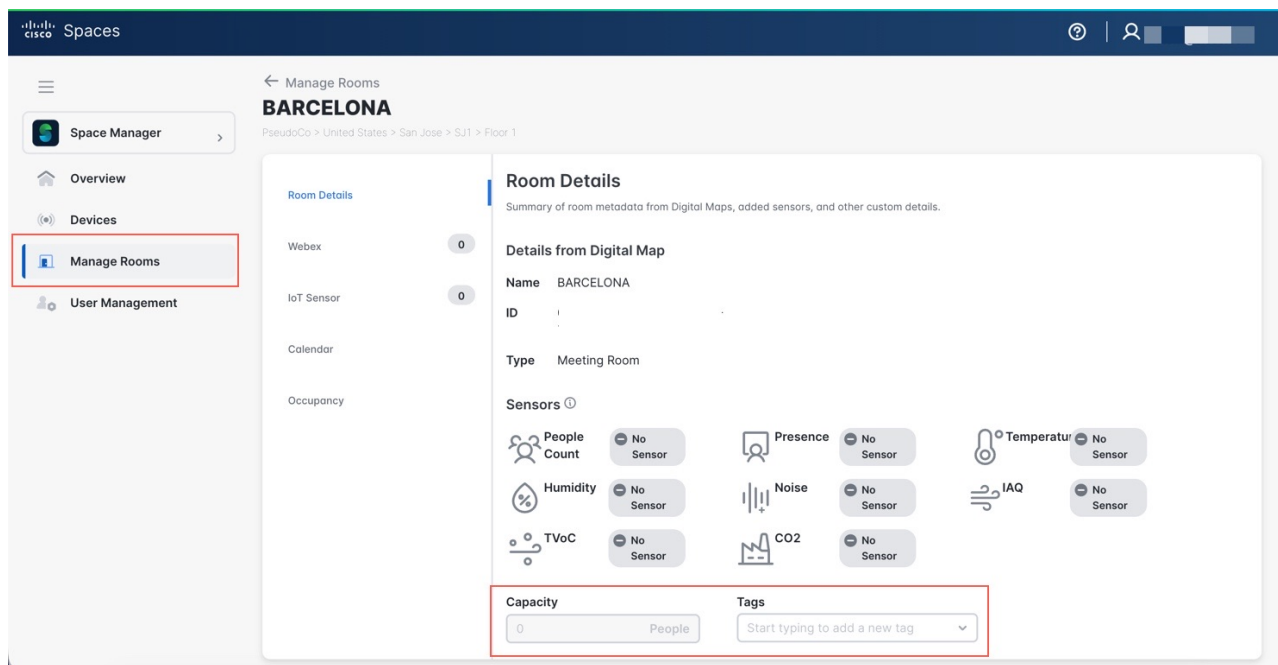 cisco Spaces
Manage Rooms
BARCELONA
PseudoCo > United States > San Jose > SJ1 > Floor 1
Space Manager
Overview
Devices
Manage Rooms
User Management
Room Details
Webex 0
IoT Sensor 0
Calendar
Occupancy
Room Details
Summary of room metadata from Digital Maps, added sensors, and other custom details.
Details from Digital Map
Name BARCELONA
ID
Type Meeting Room
Sensors
People Count No Sensor
Presence No Sensor
Temperatur No Sensor
Humidity No Sensor
Noise No Sensor
IAQ No Sensor
TVoC No Sensor
CO2 No Sensor
Capacity
0 People
Tags
Start typing to add a new tag